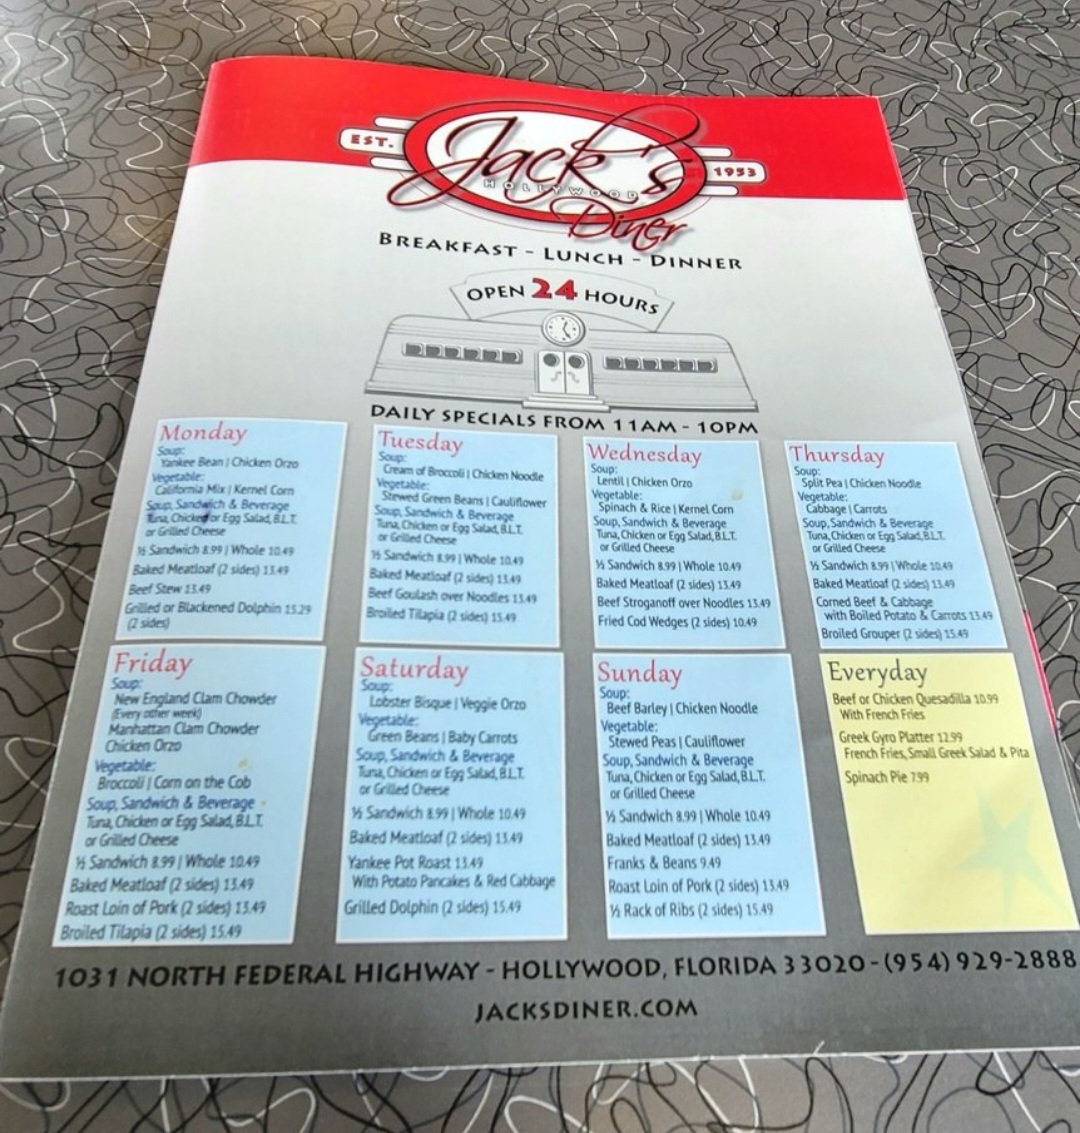 EST.
Jack's
HOLLYWOOD
Diner
1953
BREAKFAST - LUNCH - DINNER
OPEN 24 HOURS
DAILY SPECIALS FROM 11AM - 10PM
Monday
Soup:
Yankee Bean | Chicken Orzo
Vegetable:
California Mix | Kernel Corn
Soup, Sandwich & Beverage
Tuna, Chicken or Egg Salad, B.L.T.
or Grilled Cheese
½ Sandwich 8.99 | Whole 10.49
Baked Meatloaf (2 sides) 13.49
Beef Stew 13.49
Grilled or Blackened Dolphin 15.29
(2 sides)
Tuesday
Soup:
Cream of Broccoli | Chicken Noodle
Vegetable:
Stewed Green Beans | Cauliflower
Soup, Sandwich & Beverage
Tuna, Chicken or Egg Salad, B.L.T.
or Grilled Cheese
½ Sandwich 8.99 | Whole 10.49
Baked Meatloaf (2 sides) 13.49
Beef Goulash over Noodles 13.49
Broiled Tilapia (2 sides) 15.49
Wednesday
Soup:
Lentil | Chicken Orzo
Vegetable:
Spinach & Rice | Kernel Corn
Soup, Sandwich & Beverage
Tuna, Chicken or Egg Salad, B.L.T.
or Grilled Cheese
½ Sandwich 8.99 | Whole 10.49
Baked Meatloaf (2 sides) 13.49
Beef Stroganoff over Noodles 13.49
Fried Cod Wedges (2 sides) 10.49
Thursday
Soup:
Split Pea | Chicken Noodle
Vegetable:
Cabbage | Carrots
Soup, Sandwich & Beverage
Tuna, Chicken or Egg Salad, B.L.T.
or Grilled Cheese
½ Sandwich 8.99 | Whole 10.49
Baked Meatloaf (2 sides) 13.49
Corned Beef & Cabbage
with Boiled Potato & Carrots 13.49
Broiled Grouper (2 sides) 15.49
Friday
Soup:
New England Clam Chowder
(Every other week)
Manhattan Clam Chowder
Chicken Orzo
Vegetable:
Broccoli | Corn on the Cob
Soup, Sandwich & Beverage
Tuna, Chicken or Egg Salad, B.L.T.
or Grilled Cheese
½ Sandwich 8.99 | Whole 10.49
Baked Meatloaf (2 sides) 13.49
Roast Loin of Pork (2 sides) 13.49
Broiled Tilapia (2 sides) 15.49
Saturday
Soup:
Lobster Bisque | Veggie Orzo
Vegetable:
Green Beans | Baby Carrots
Soup, Sandwich & Beverage
Tuna, Chicken or Egg Salad, B.L.T.
or Grilled Cheese
½ Sandwich 8.99 | Whole 10.49
Baked Meatloaf (2 sides) 13.49
Yankee Pot Roast 13.49
With Potato Pancakes & Red Cabbage
Grilled Dolphin (2 sides) 15.49
Sunday
Soup:
Beef Barley | Chicken Noodle
Vegetable:
Stewed Peas | Cauliflower
Soup, Sandwich & Beverage
Tuna, Chicken or Egg Salad, B.L.T.
or Grilled Cheese
½ Sandwich 8.99 | Whole 10.49
Baked Meatloaf (2 sides) 13.49
Franks & Beans 9.49
Roast Loin of Pork (2 sides) 13.49
½ Rack of Ribs (2 sides) 15.49
Everyday
Beef or Chicken Quesadilla 10.99
With French Fries
Greek Gyro Platter 12.99
French Fries, Small Greek Salad & Pita
Spinach Pie 7.99
1031 NORTH FEDERAL HIGHWAY - HOLLYWOOD, FLORIDA 33020 - (954) 929-2888
JACKSDINER.COM